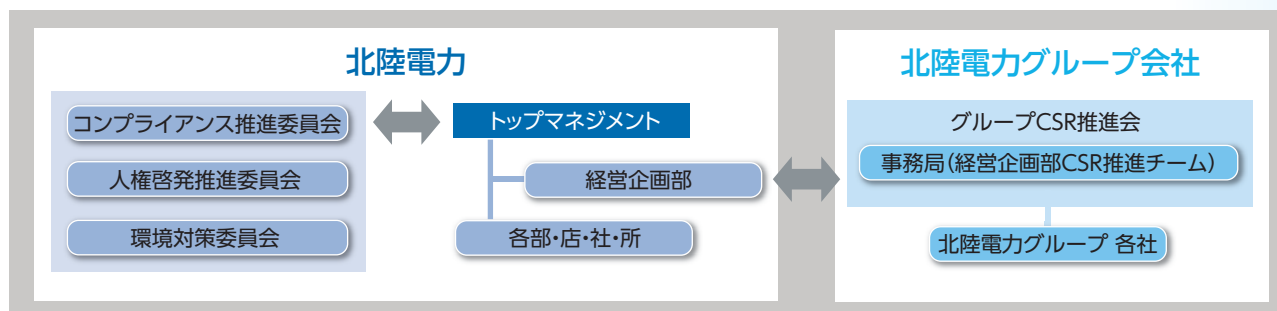 北陸電力
コンプライアンス推進委員会
人権啓発推進委員会
環境対策委員会
トップマネジメント
経営企画部
各部・店・社・所
北陸電力グループ会社
グループCSR推進会
事務局(経営企画部CSR推進チーム)
北陸電力グループ 各社